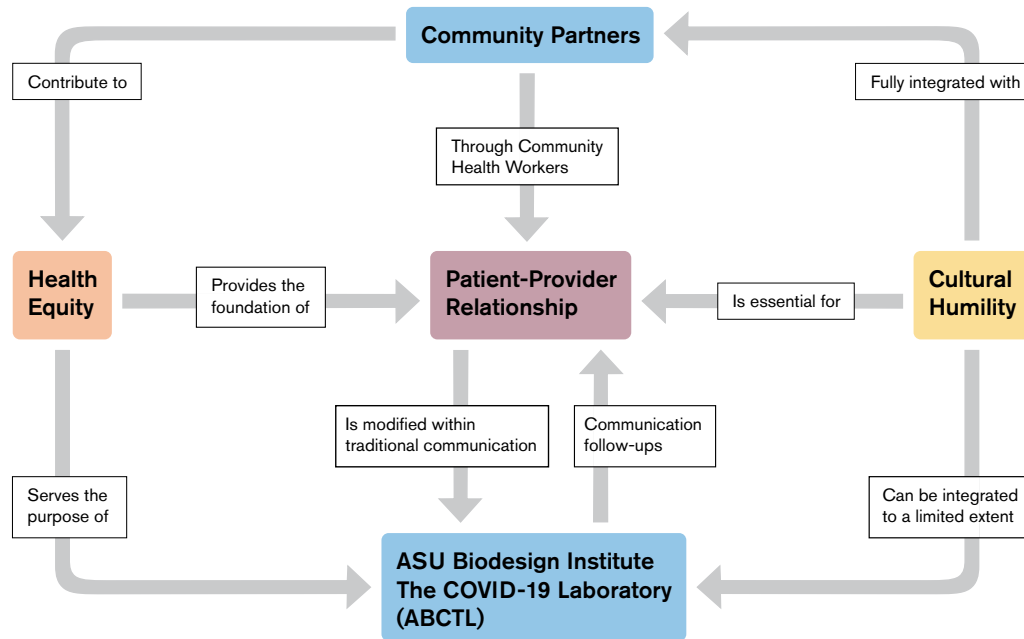 Community Partners
Contribute to
Fully integrated with
Through Community
Health Workers
Health
Equity
Provides the
foundation of
Patient-Provider
Relationship
Is essential for
Cultural
Humility
Is modified within
traditional communication
Communication
follow-ups
Serves the
purpose of
Can be integrated
to a limited extent
ASU Biodesign Institute
The COVID-19 Laboratory
(ABCTL)